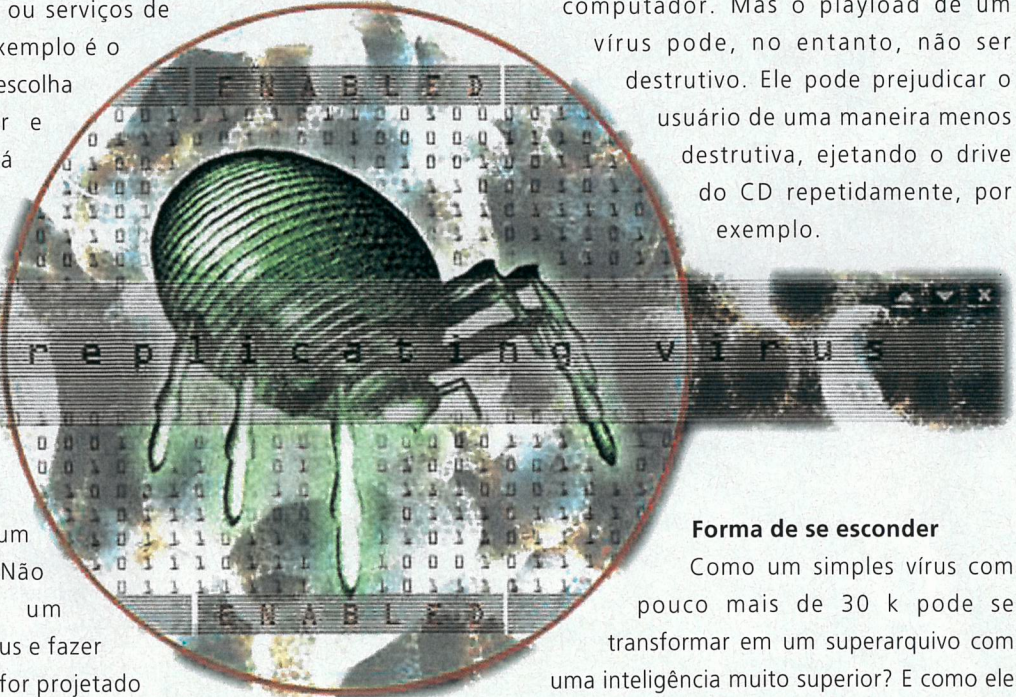 ou serviços de
xemplo é o
escolha
r e
á
um
Não
um
us e fazer
for projetado
ENABLED
replicating virus
ENABLED
computador. Mas o playload de um
vírus pode, no entanto, não ser
destrutivo. Ele pode prejudicar o
usuário de uma maneira menos
destrutiva, ejetando o drive
do CD repetidamente, por
exemplo.
Forma de se esconder
Como um simples vírus com
pouco mais de 30 k pode se
transformar em um superarquivo com
uma inteligência muito superior? E como ele